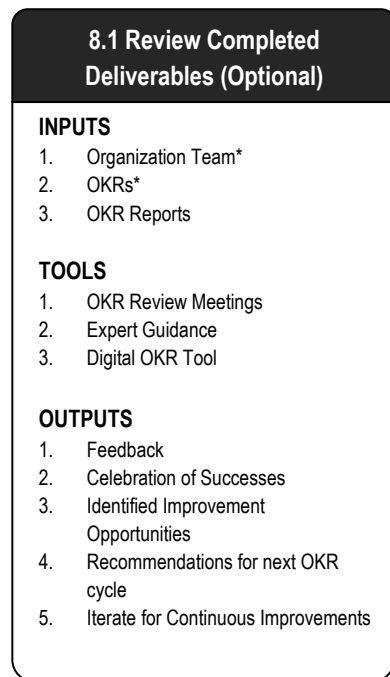 8.1 Review Completed
Deliverables (Optional)
INPUTS
1. Organization Team*
2. OKRs*
3. OKR Reports
TOOLS
1. OKR Review Meetings
2. Expert Guidance
3. Digital OKR Tool
OUTPUTS
1. Feedback
2. Celebration of Successes
3. Identified Improvement
Opportunities
4. Recommendations for next OKR
cycle
5. Iterate for Continuous Improvements